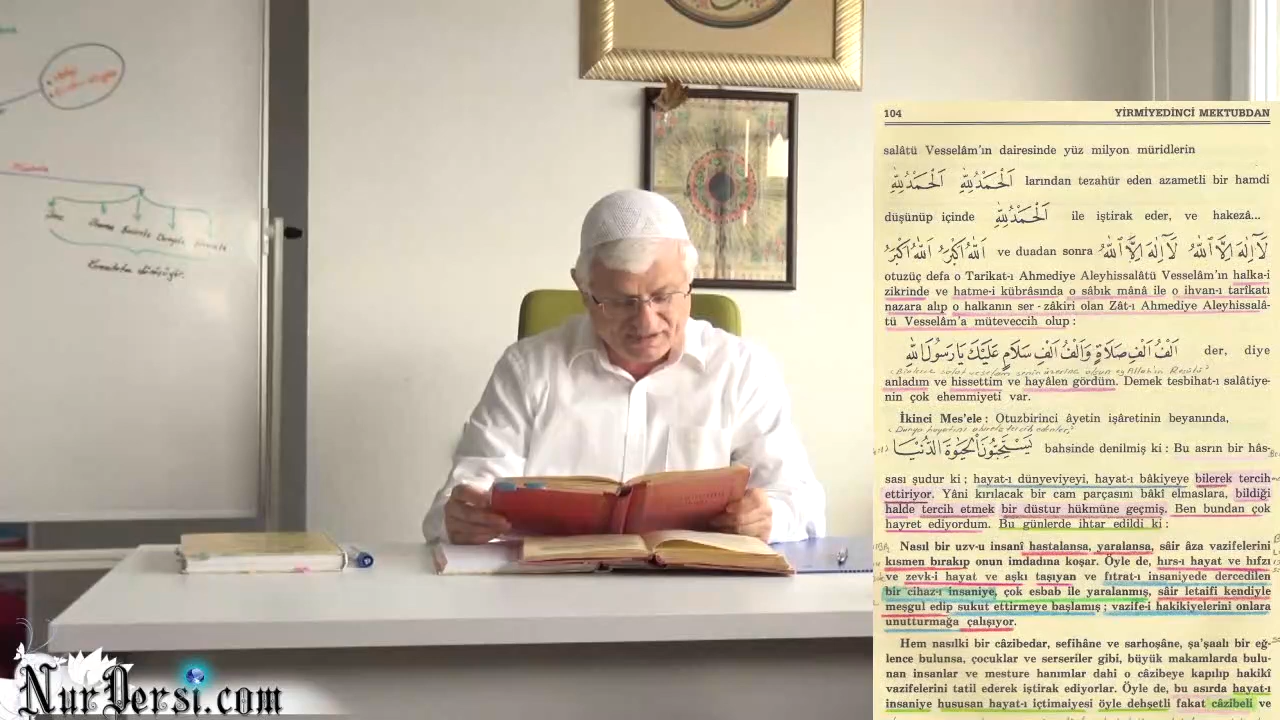 104 YİRMİYEDİNCİ MEKTUBDAN
salâtü Vesselâm'ın dairesinde yüz milyon müridlerin
اَلْحَمْدُ لِلّٰهِ اَلْحَمْدُ لِلّٰهِ larından tezahür eden azametli bir hamdi
düşünüp içinde اَلْحَمْدُ لِلّٰهِ ile iştirak eder, ve hakezâ...
اَللّٰهُ اَكْبَرُ اَللّٰهُ اَكْبَرُ ve duadan sonra لَٓا اِلٰهَ اِلَّا اللّٰهُ لَٓا اِلٰهَ اِلَّا اللّٰهُ
otuzüç defa o Tarikat-ı Ahmediye Aleyhissalâtü Vesselâm'ın halka-i
zikrinde ve hatme-i kübrâsında o sâbık mânâ ile o ihvan-ı tarîkatı
nazara alıp o halkanın ser - zâkiri olan Zât-ı Ahmediye Aleyhissalâ-
tü Vesselâm'a müteveccih olup :
اَلْفُ اَلْفِ صَلَاةٍ وَاَلْفُ اَلْفِ سَلَامٍ عَلَيْكَ يَا رَسُولَ اللّٰهِ der, diye
anladım ve hissettim ve hayâlen gördüm. Demek tesbihat-ı salâtiye-
nin çok ehemmiyeti var.
İkinci Mes'ele : Otuzbirinci âyetin işâretinin beyanında,
(Dünya hayatını ahirete tercih ederler)
يَسْتَحِبُّونَ الْحَيٰوةَ الدُّنْيَا bahsinde denilmiş ki : Bu asrın bir hâs-
sası şudur ki ; hayat-ı dünyeviyeyi, hayat-ı bâkiyeye bilerek tercih
ettiriyor. Yâni kırılacak bir cam parçasını bâkî elmaslara, bildiği
halde tercih etmek bir düstur hükmüne geçmiş. Ben bundan çok
hayret ediyordum. Bu günlerde ihtar edildi ki :
Nasıl bir uzv-u insanî hastalansa, yaralansa, sâir âza vazifelerini
kısmen bırakıp onun imdadına koşar. Öyle de, hırs-ı hayat ve hıfzı
ve zevk-i hayat ve aşkı taşıyan ve fıtrat-ı insaniyede dercedilen
bir cihaz-ı insaniye, çok esbab ile yaralanmış, sâir letaifi kendiyle
meşgul edip sukut ettirmeye başlamış ; vazife-i hakikiyelerini onlara
unutturmağa çalışıyor.
Hem nasılki bir câzibedar, sefihâne ve sarhoşâne, şa'şaalı bir eğ-
lence bulunsa, çocuklar ve serseriler gibi, büyük makamlarda bulu-
nan insanlar ve mesture hanımlar dahi o câzibeye kapılıp hakikî
vazifelerini tatil ederek iştirak ediyorlar. Öyle de, bu asırda hayat-ı
insaniye hususan hayat-ı içtimaiyesi öyle dehşetli fakat câzibeli ve
NurDersi.com